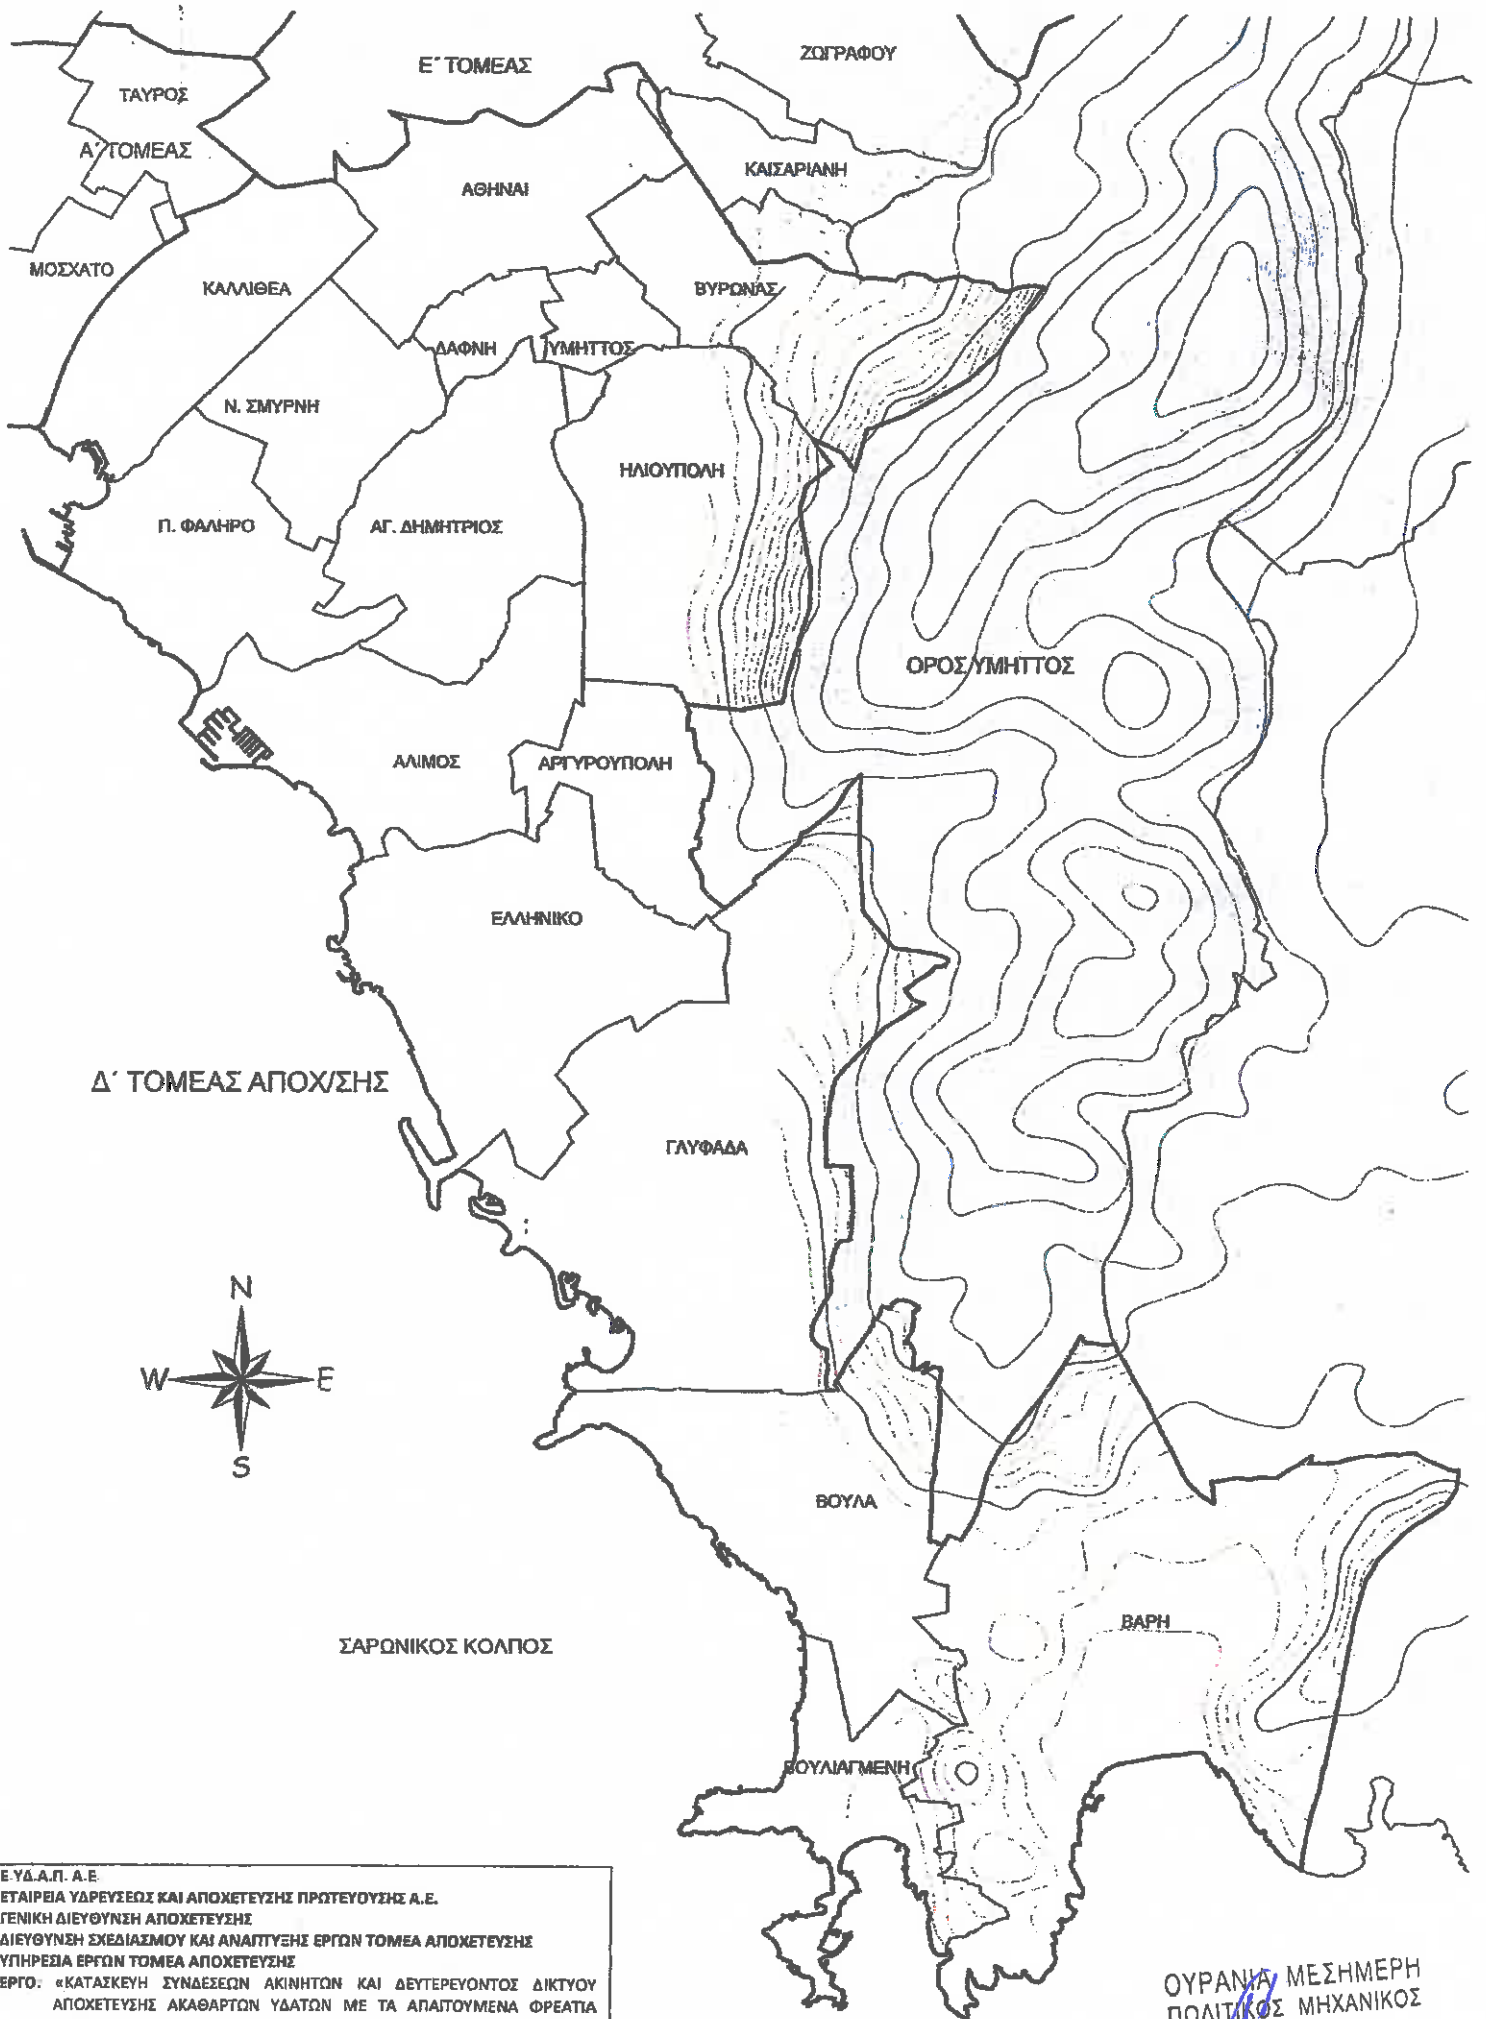 Ε΄ ΤΟΜΕΑΣ
ΖΩΓΡΑΦΟΥ
ΤΑΥΡΟΣ
Α΄ ΤΟΜΕΑΣ
ΚΑΙΣΑΡΙΑΝΗ
ΑΘΗΝΑΙ
ΜΟΣΧΑΤΟ
ΚΑΛΛΙΘΕΑ
ΒΥΡΩΝΑΣ
ΔΑΦΝΗ
ΥΜΗΤΤΟΣ
Ν. ΣΜΥΡΝΗ
ΗΛΙΟΥΠΟΛΗ
Π. ΦΑΛΗΡΟ
ΑΓ. ΔΗΜΗΤΡΙΟΣ
ΟΡΟΣ ΥΜΗΤΤΟΣ
ΑΛΙΜΟΣ
ΑΡΓΥΡΟΥΠΟΛΗ
ΕΛΛΗΝΙΚΟ
Δ΄ ΤΟΜΕΑΣ ΑΠΟΧ/ΣΗΣ
ΓΛΥΦΑΔΑ
N
W E
S
ΒΟΥΛΑ
ΒΑΡΗ
ΣΑΡΩΝΙΚΟΣ ΚΟΛΠΟΣ
ΒΟΥΛΙΑΓΜΕΝΗ
Ε.ΥΔ.Α.Π. Α.Ε.
ΕΤΑΙΡΕΙΑ ΥΔΡΕΥΣΕΩΣ ΚΑΙ ΑΠΟΧΕΤΕΥΣΗΣ ΠΡΩΤΕΥΟΥΣΗΣ Α.Ε.
ΓΕΝΙΚΗ ΔΙΕΥΘΥΝΣΗ ΑΠΟΧΕΤΕΥΣΗΣ
ΔΙΕΥΘΥΝΣΗ ΣΧΕΔΙΑΣΜΟΥ ΚΑΙ ΑΝΑΠΤΥΞΗΣ ΕΡΓΩΝ ΤΟΜΕΑ ΑΠΟΧΕΤΕΥΣΗΣ
ΥΠΗΡΕΣΙΑ ΕΡΓΩΝ ΤΟΜΕΑ ΑΠΟΧΕΤΕΥΣΗΣ
ΕΡΓΟ: «ΚΑΤΑΣΚΕΥΗ ΣΥΝΔΕΣΕΩΝ ΑΚΙΝΗΤΩΝ ΚΑΙ ΔΕΥΤΕΡΕΥΟΝΤΟΣ ΔΙΚΤΥΟΥ
ΑΠΟΧΕΤΕΥΣΗΣ ΑΚΑΘΑΡΤΩΝ ΥΔΑΤΩΝ ΜΕ ΤΑ ΑΠΑΙΤΟΥΜΕΝΑ ΦΡΕΑΤΙΑ
ΟΥΡΑΝΙΑ ΜΕΣΗΜΕΡΗ
ΠΟΛΙΤΙΚΟΣ ΜΗΧΑΝΙΚΟΣ